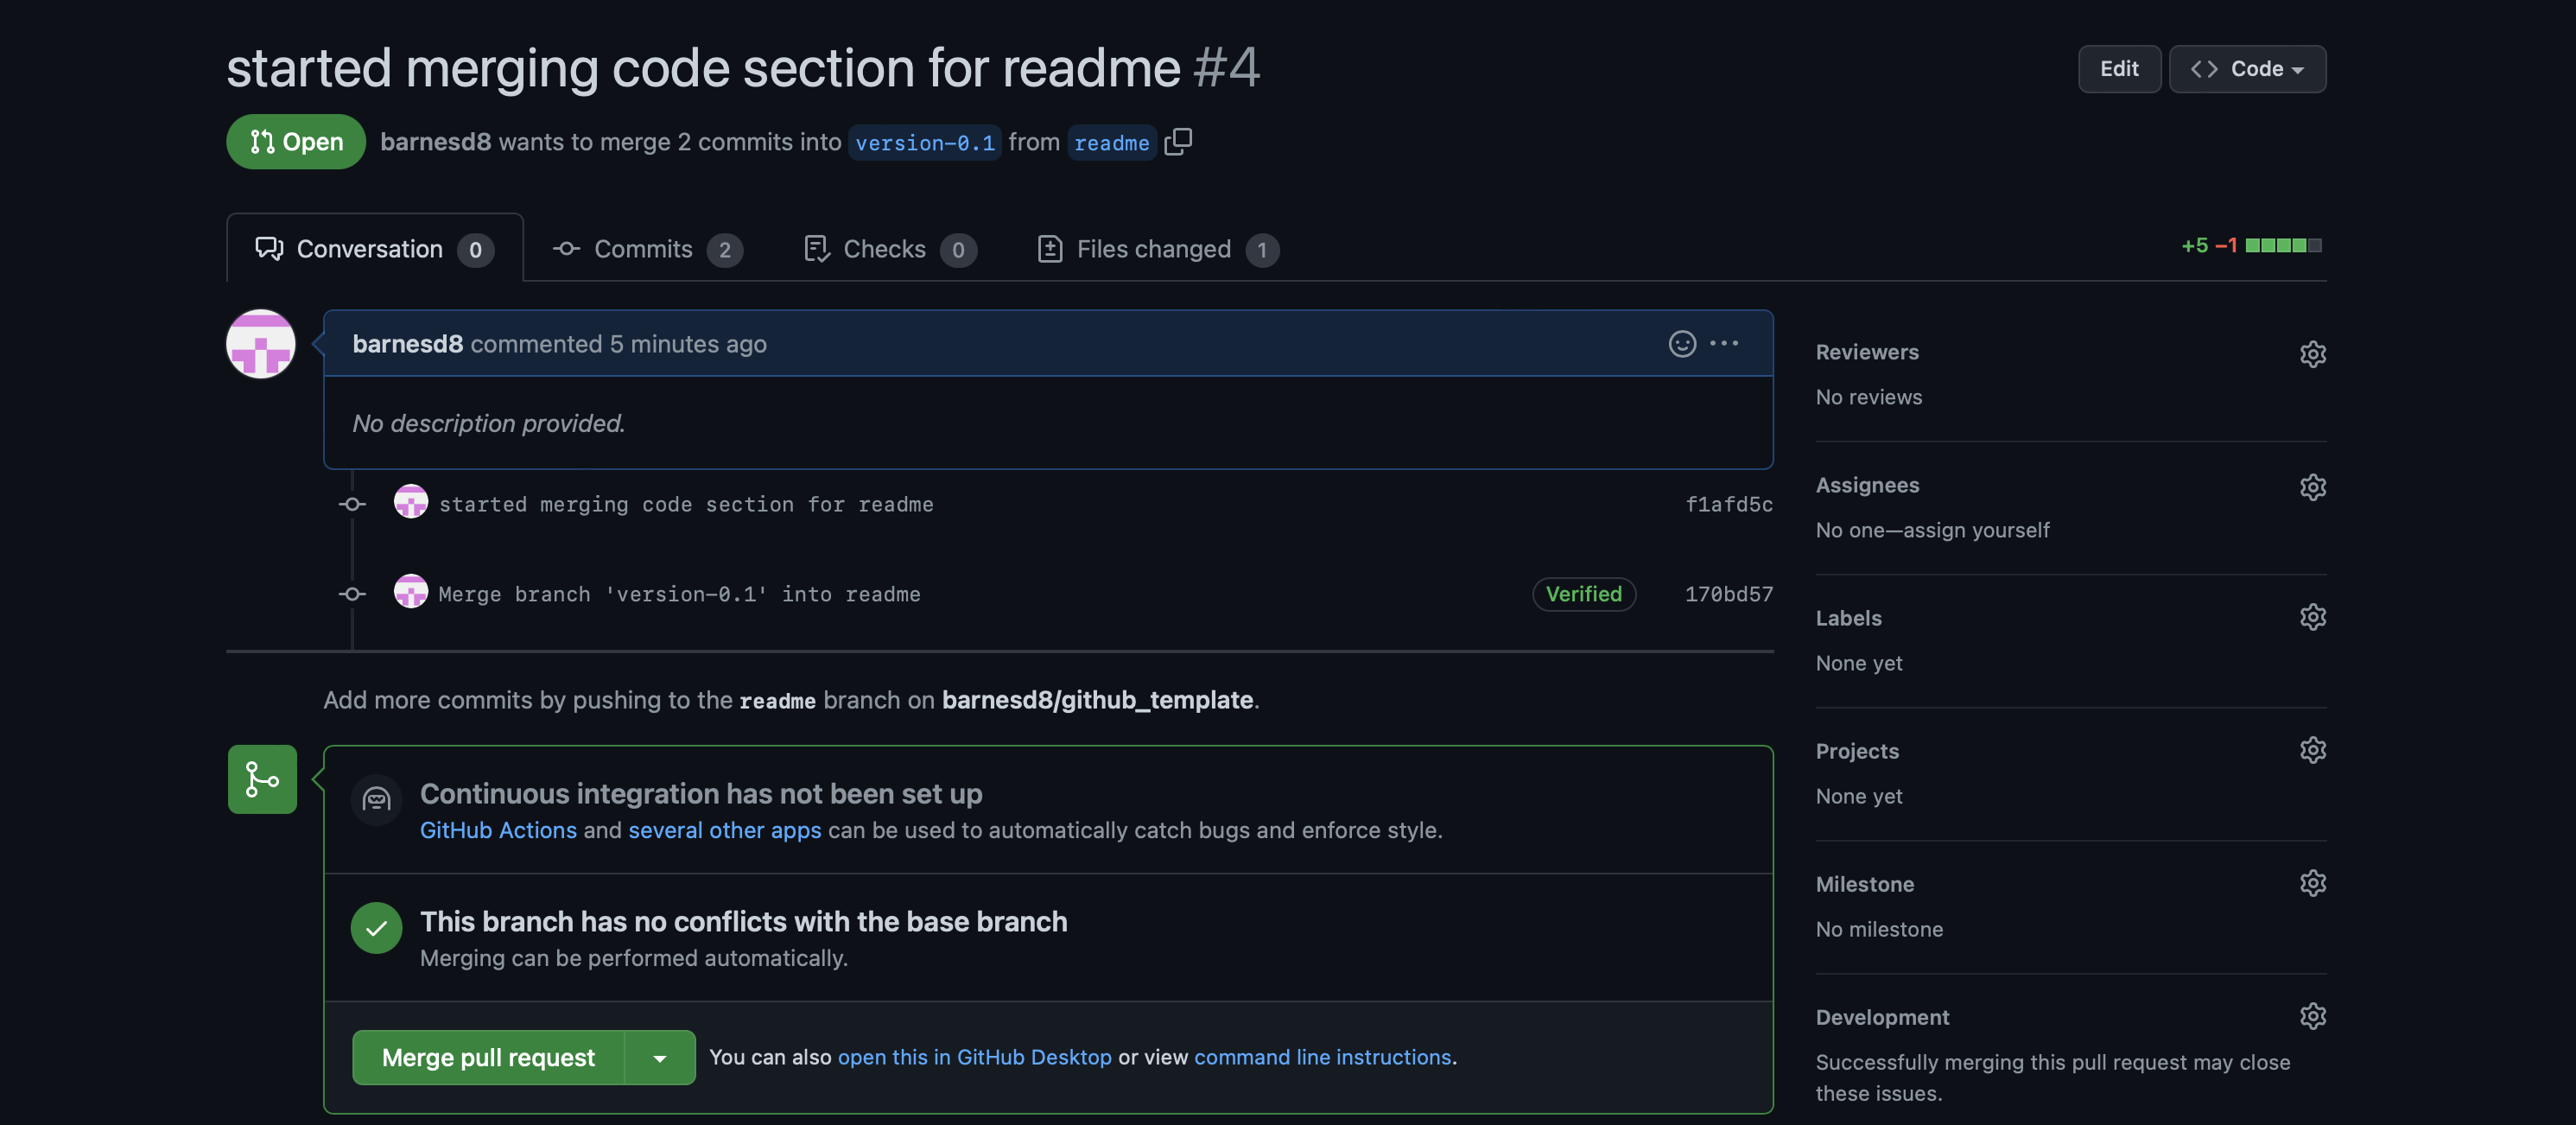 started merging code section for readme #4
Edit
<> Code
Open
barnesd8 wants to merge 2 commits into version-0.1 from readme
Conversation 0
Commits 2
Checks 0
Files changed 1
+5 −1
barnesd8 commented 5 minutes ago
No description provided.
started merging code section for readme
f1afd5c
Merge branch 'version-0.1' into readme
Verified
170bd57
Add more commits by pushing to the readme branch on barnesd8/github_template.
Continuous integration has not been set up
GitHub Actions and several other apps can be used to automatically catch bugs and enforce style.
This branch has no conflicts with the base branch
Merging can be performed automatically.
Merge pull request
You can also open this in GitHub Desktop or view command line instructions.
Reviewers
No reviews
Assignees
No one—assign yourself
Labels
None yet
Projects
None yet
Milestone
No milestone
Development
Successfully merging this pull request may close
these issues.